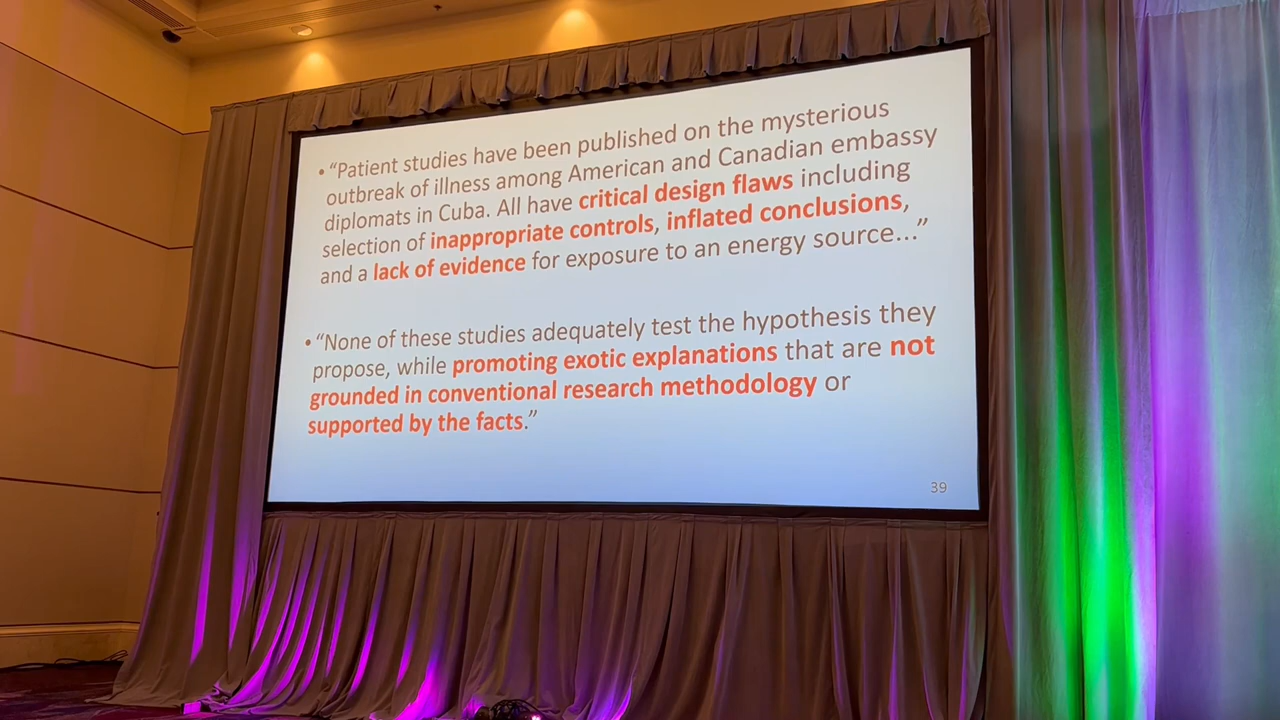 • “Patient studies have been published on the mysterious
outbreak of illness among American and Canadian embassy
diplomats in Cuba. All have critical design flaws including
selection of inappropriate controls, inflated conclusions,
and a lack of evidence for exposure to an energy source...”
• “None of these studies adequately test the hypothesis they
propose, while promoting exotic explanations that are not
grounded in conventional research methodology or
supported by the facts.”
39